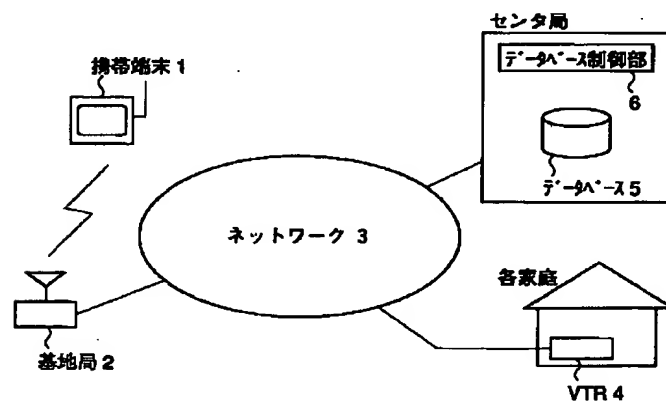 センタ局
データベース制御部
6
データベース5
携帯端末1
ネットワーク 3
基地局2
各家庭
VTR 4